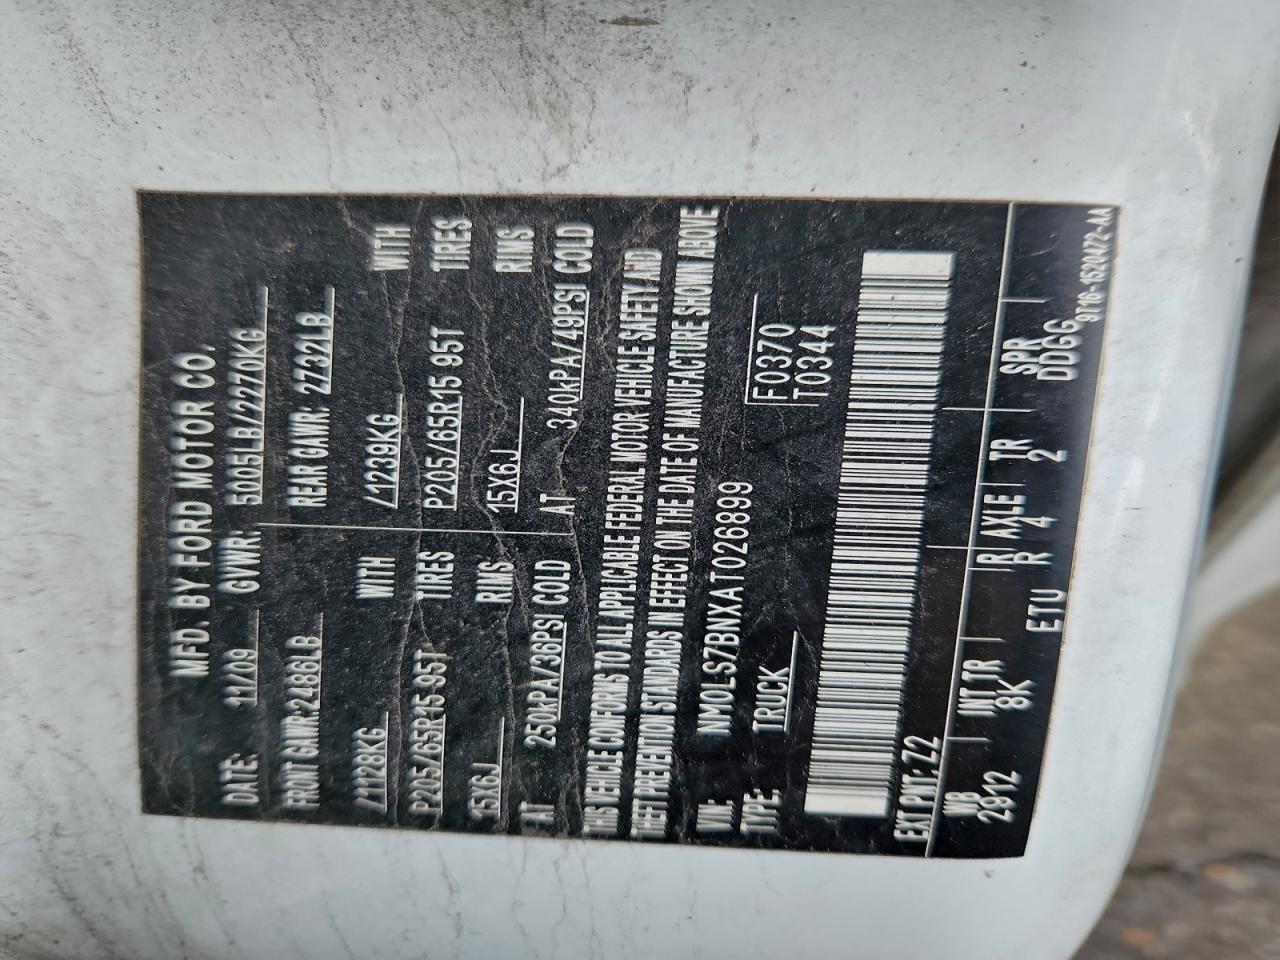 MFD. BY FORD MOTOR CO.
DATE: 11/09 GVWR: 5005LB/2270KG
FRONT GAWR:2486LB REAR GAWR: 2732LB
/1128KG WITH /1239KG WITH
P205/65R15 95T TIRES P205/65R15 95T TIRES
15X6J RIMS 15X6J RIMS
AT 250kPA/36PSI COLD AT 340kPA/49PSI COLD
THIS VEHICLE CONFORMS TO ALL APPLICABLE FEDERAL MOTOR VEHICLE SAFETY AND
THEFT PREVENTION STANDARDS IN EFFECT ON THE DATE OF MANUFACTURE SHOWN ABOVE
VIN: NM0LS7BNXAT026899
TYPE: TRUCK
F0370
T0344
EXT PNT: Z2
WB INT TR R AXLE TR SPR
2912 8K R 4 2 DDGG
ETU
9T16-1520472-AA